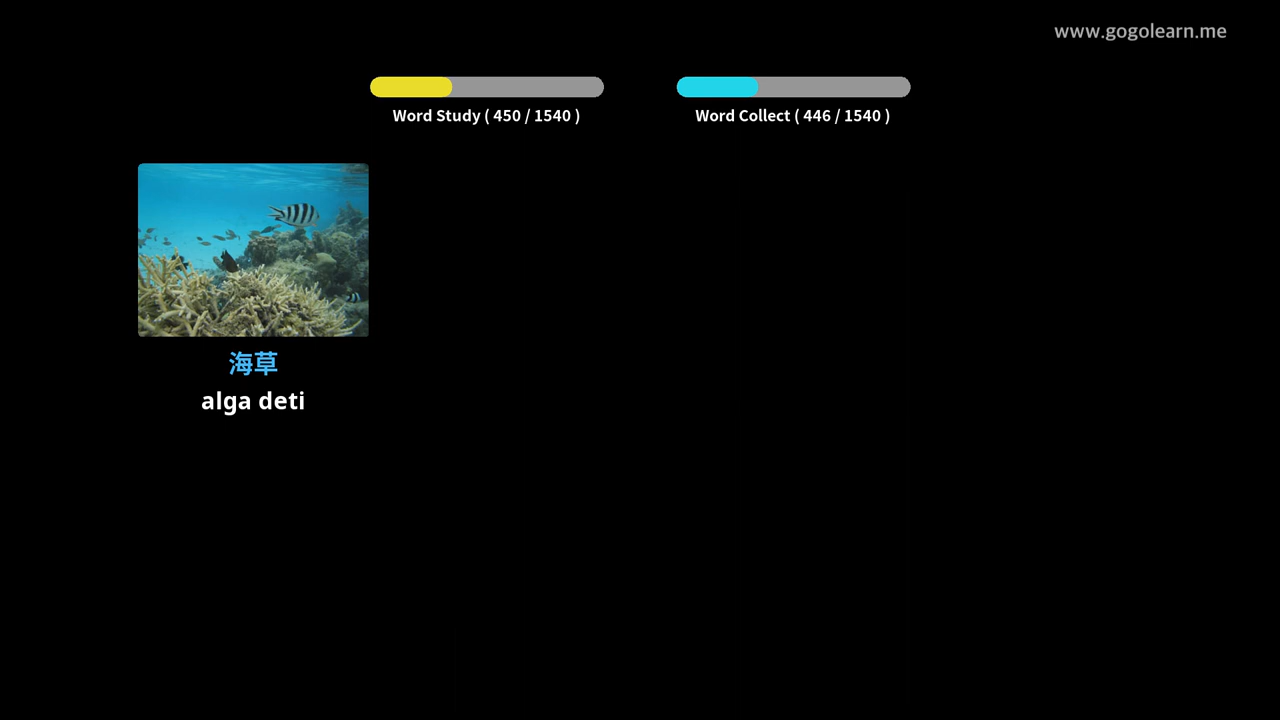 www.gogolearn.me
Word Study ( 450 / 1540 )
Word Collect ( 446 / 1540 )
海草
alga deti